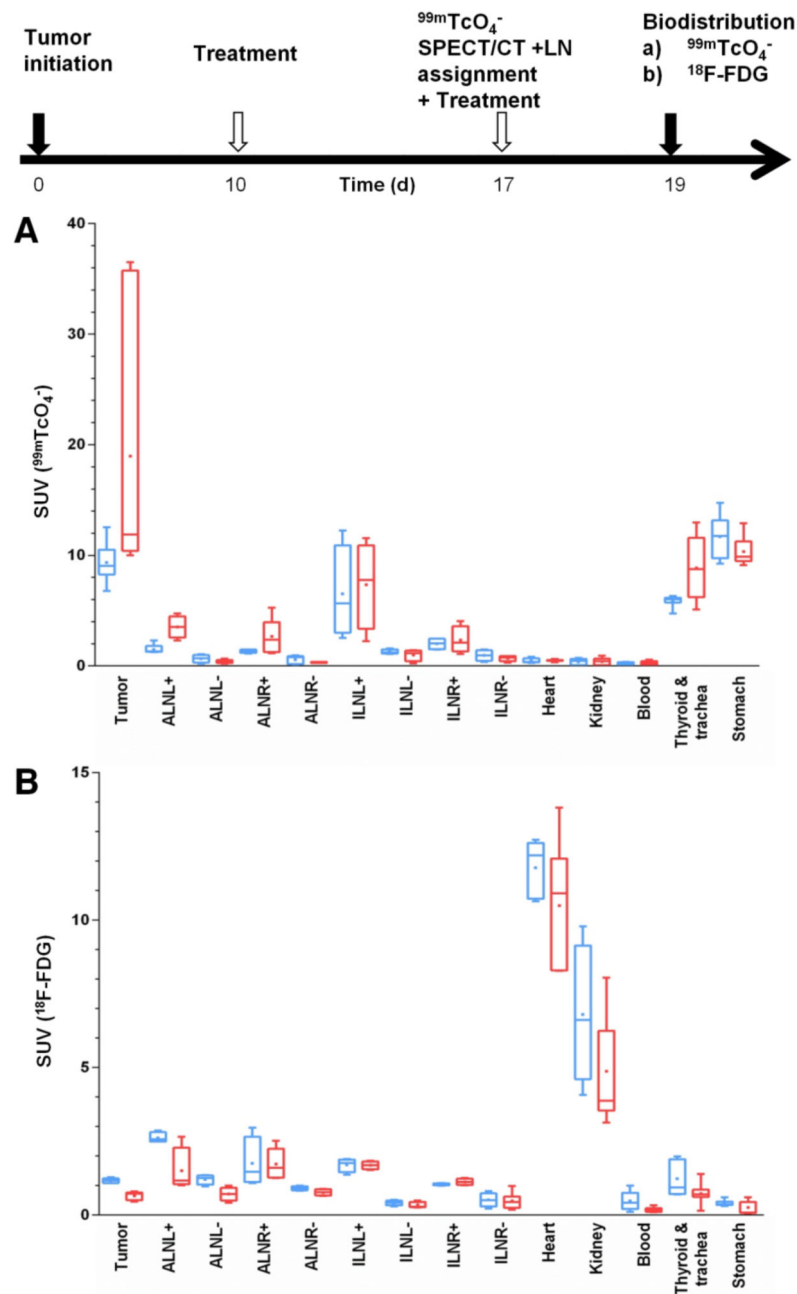 Tumor
initiation
Treatment
99mTcO4-
SPECT/CT +LN
assignment
+ Treatment
Biodistribution
a) 99mTcO4-
b) 18F-FDG
0
10
Time (d)
17
19
A
40
30
20
10
0
SUV (99mTcO4-)
Tumor
ALNL+
ALNL-
ALNR+
ALNR-
ILNL+
ILNL-
ILNR+
ILNR-
Heart
Kidney
Blood
Thyroid &
trachea
Stomach
B
15
10
5
0
SUV (18F-FDG)
Tumor
ALNL+
ALNL-
ALNR+
ALNR-
ILNL+
ILNL-
ILNR+
ILNR-
Heart
Kidney
Blood
Thyroid &
trachea
Stomach